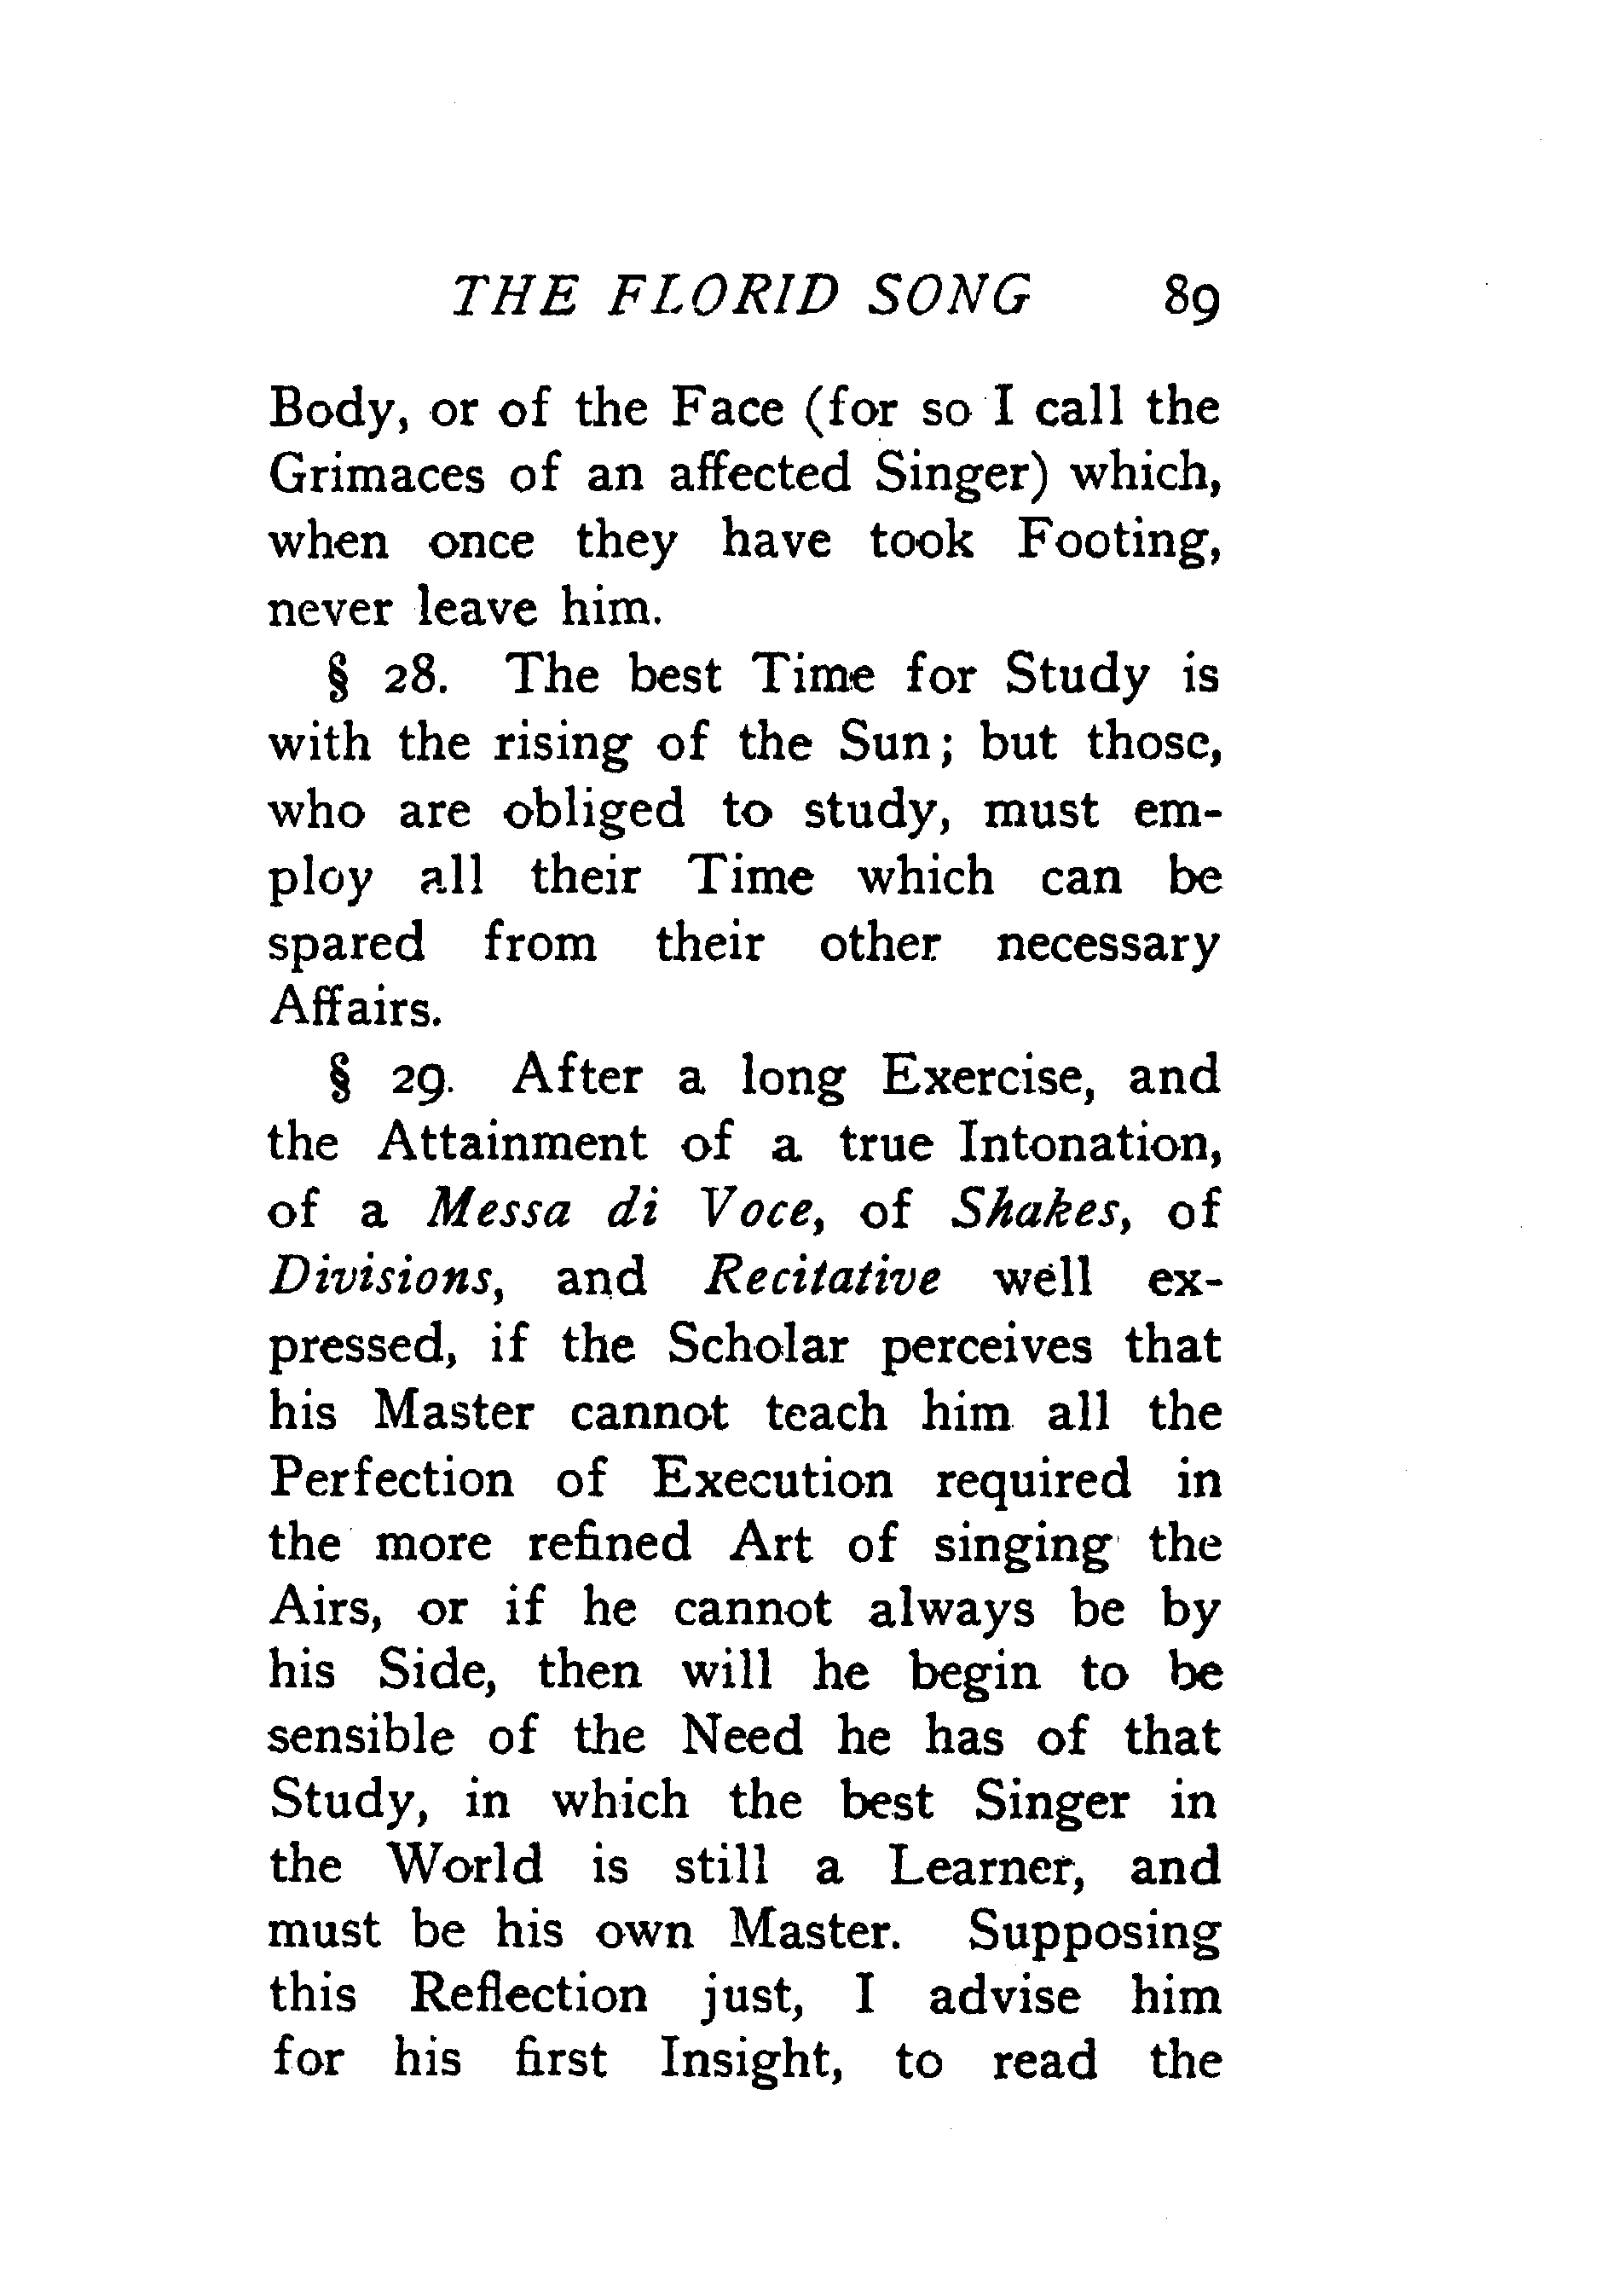 THE FLORID SONG 89
Body, or of the Face (for so I call the
Grimaces of an affected Singer) which,
when once they have took Footing,
never leave him.
§ 28. The best Time for Study is
with the rising of the Sun; but those,
who are obliged to study, must em-
ploy all their Time which can be
spared from their other necessary
Affairs.
§ 29. After a long Exercise, and
the Attainment of a true Intonation,
of a Messa di Voce, of Shakes, of
Divisions, and Recitative well ex-
pressed, if the Scholar perceives that
his Master cannot teach him all the
Perfection of Execution required in
the more refined Art of singing the
Airs, or if he cannot always be by
his Side, then will he begin to be
sensible of the Need he has of that
Study, in which the best Singer in
the World is still a Learner, and
must be his own Master. Supposing
this Reflection just, I advise him
for his first Insight, to read the